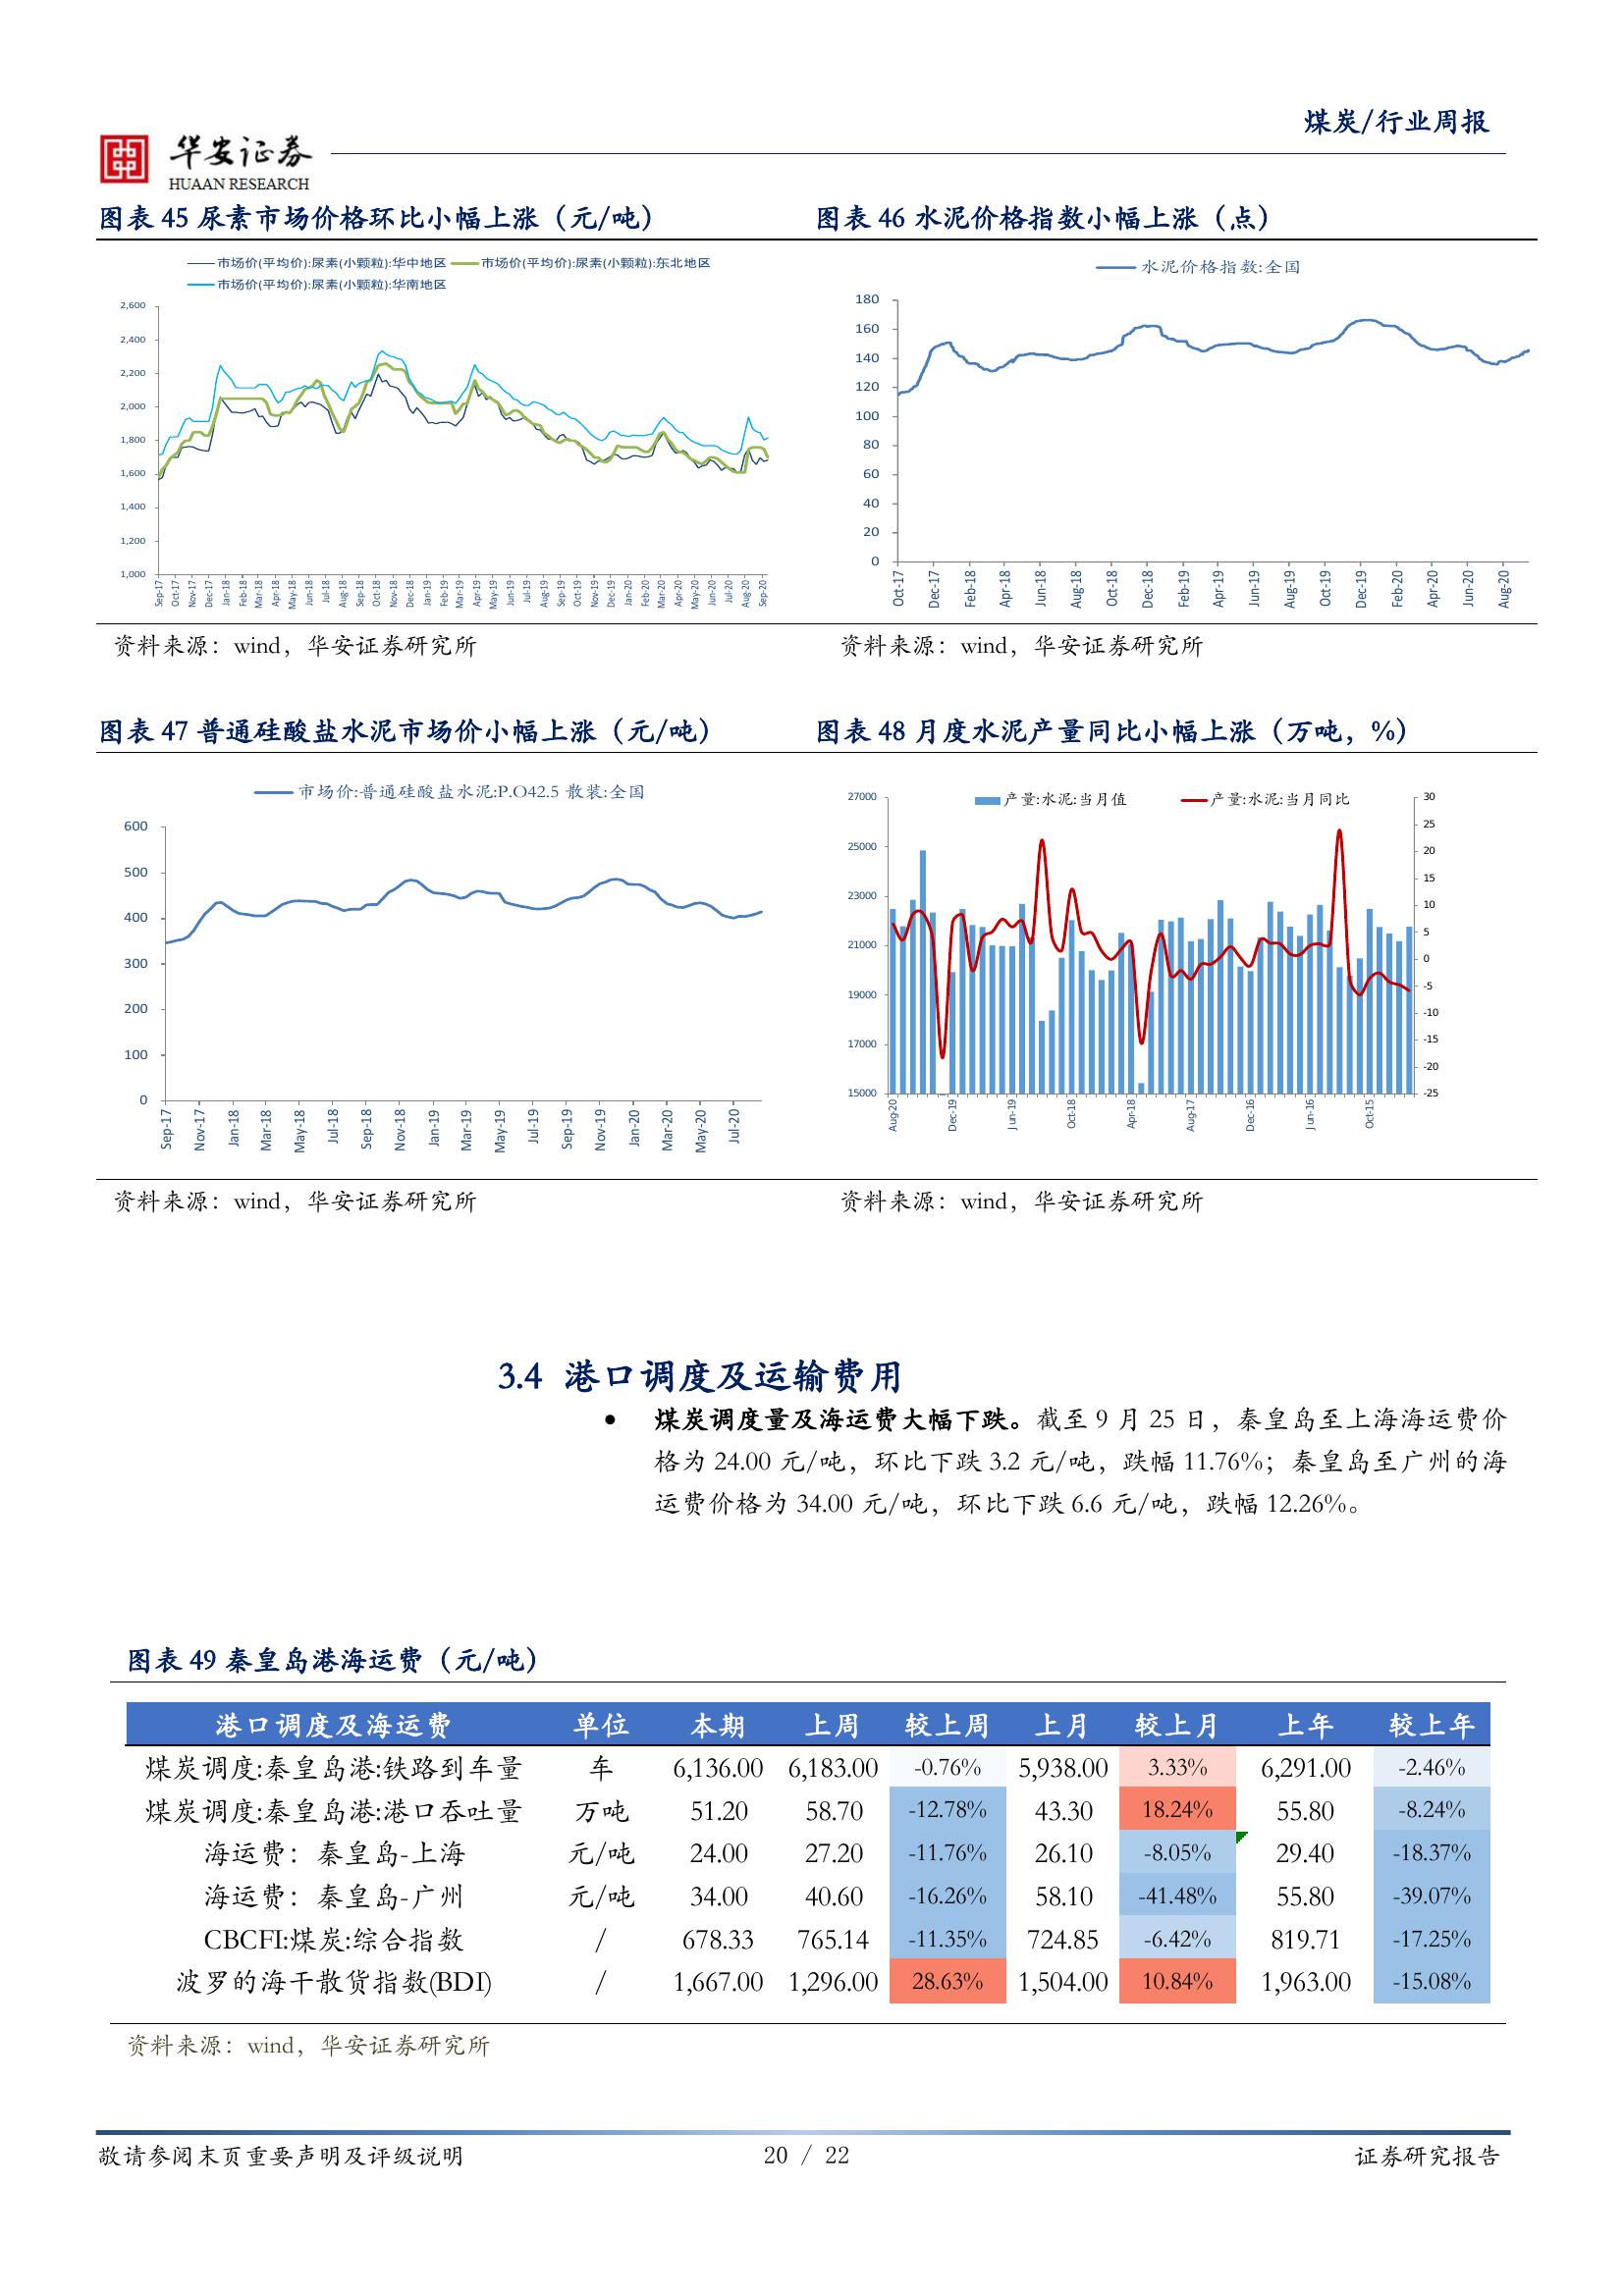 煤炭/行业周报
华安证券
HUAAN RESEARCH
图表 45 尿素市场价格环比小幅上涨（元/吨）
图表 46 水泥价格指数小幅上涨（点）
市场价(平均价):尿素(小颗粒):华中地区 市场价(平均价):尿素(小颗粒):东北地区
市场价(平均价):尿素(小颗粒):华南地区
2,600
2,400
2,200
2,000
1,800
1,600
1,400
1,200
1,000
Sep-17 Oct-17 Nov-17 Dec-17 Jan-18 Feb-18 Mar-18 Apr-18 May-18 Jun-18 Jul-18 Aug-18 Sep-18 Oct-18 Nov-18 Dec-18 Jan-19 Feb-19 Mar-19 Apr-19 May-19 Jun-19 Jul-19 Aug-19 Sep-19 Oct-19 Nov-19 Dec-19 Jan-20 Feb-20 Mar-20 Apr-20 May-20 Jun-20 Jul-20 Aug-20 Sep-20
水泥价格指数:全国
180
160
140
120
100
80
60
40
20
0
Oct-17 Dec-17 Feb-18 Apr-18 Jun-18 Aug-18 Oct-18 Dec-18 Feb-19 Apr-19 Jun-19 Aug-19 Oct-19 Dec-19 Feb-20 Apr-20 Jun-20 Aug-20
资料来源：wind，华安证券研究所
资料来源：wind，华安证券研究所
图表 47 普通硅酸盐水泥市场价小幅上涨（元/吨）
图表 48 月度水泥产量同比小幅上涨（万吨，%）
市场价:普通硅酸盐水泥:P.O42.5 散装:全国
600
500
400
300
200
100
0
Sep-17 Nov-17 Jan-18 Mar-18 May-18 Jul-18 Sep-18 Nov-18 Jan-19 Mar-19 May-19 Jul-19 Sep-19 Nov-19 Jan-20 Mar-20 May-20 Jul-20
产量:水泥:当月值 产量:水泥:当月同比
27000
25000
23000
21000
19000
17000
15000
30
25
20
15
10
5
0
-5
-10
-15
-20
-25
Aug-20 Dec-19 Jun-19 Oct-18 Apr-18 Aug-17 Dec-16 Jun-16 Oct-15
资料来源：wind，华安证券研究所
资料来源：wind，华安证券研究所
3.4 港口调度及运输费用
● 煤炭调度量及海运费大幅下跌。截至 9 月 25 日，秦皇岛至上海海运费价
格为 24.00 元/吨，环比下跌 3.2 元/吨，跌幅 11.76%；秦皇岛至广州的海
运费价格为 34.00 元/吨，环比下跌 6.6 元/吨，跌幅 12.26%。
图表 49 秦皇岛港海运费（元/吨）
港口调度及海运费 单位 本期 上周 较上周 上月 较上月 上年 较上年
煤炭调度:秦皇岛港:铁路到车量 车 6,136.00 6,183.00 -0.76% 5,938.00 3.33% 6,291.00 -2.46%
煤炭调度:秦皇岛港:港口吞吐量 万吨 51.20 58.70 -12.78% 43.30 18.24% 55.80 -8.24%
海运费：秦皇岛-上海 元/吨 24.00 27.20 -11.76% 26.10 -8.05% 29.40 -18.37%
海运费：秦皇岛-广州 元/吨 34.00 40.60 -16.26% 58.10 -41.48% 55.80 -39.07%
CBCFI:煤炭:综合指数 / 678.33 765.14 -11.35% 724.85 -6.42% 819.71 -17.25%
波罗的海干散货指数(BDI) / 1,667.00 1,296.00 28.63% 1,504.00 10.84% 1,963.00 -15.08%
资料来源：wind，华安证券研究所
敬请参阅末页重要声明及评级说明 20 / 22 证券研究报告